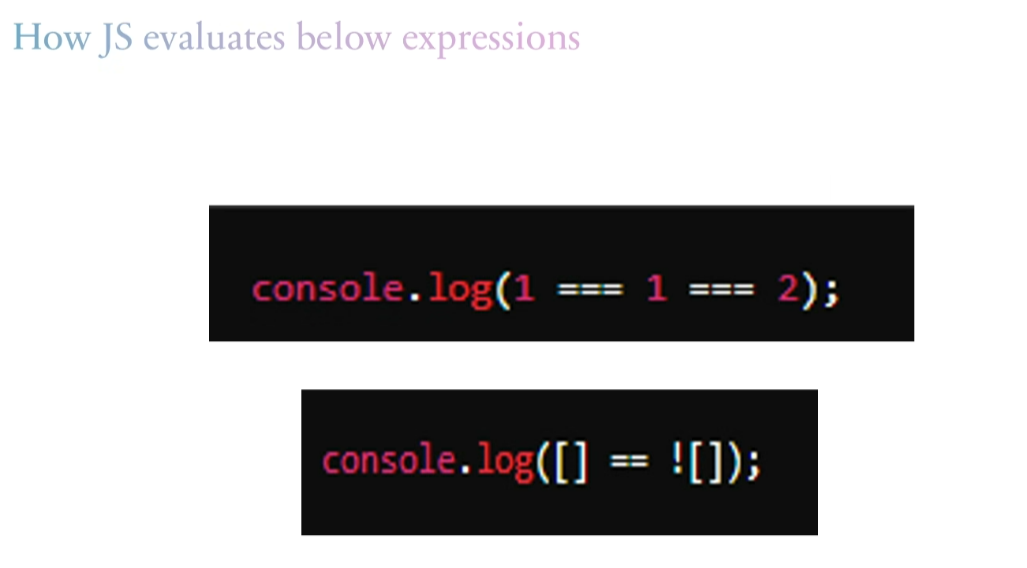 How JS evaluates below expressions
console.log(1 === 1 === 2);
console.log([] == ![]);